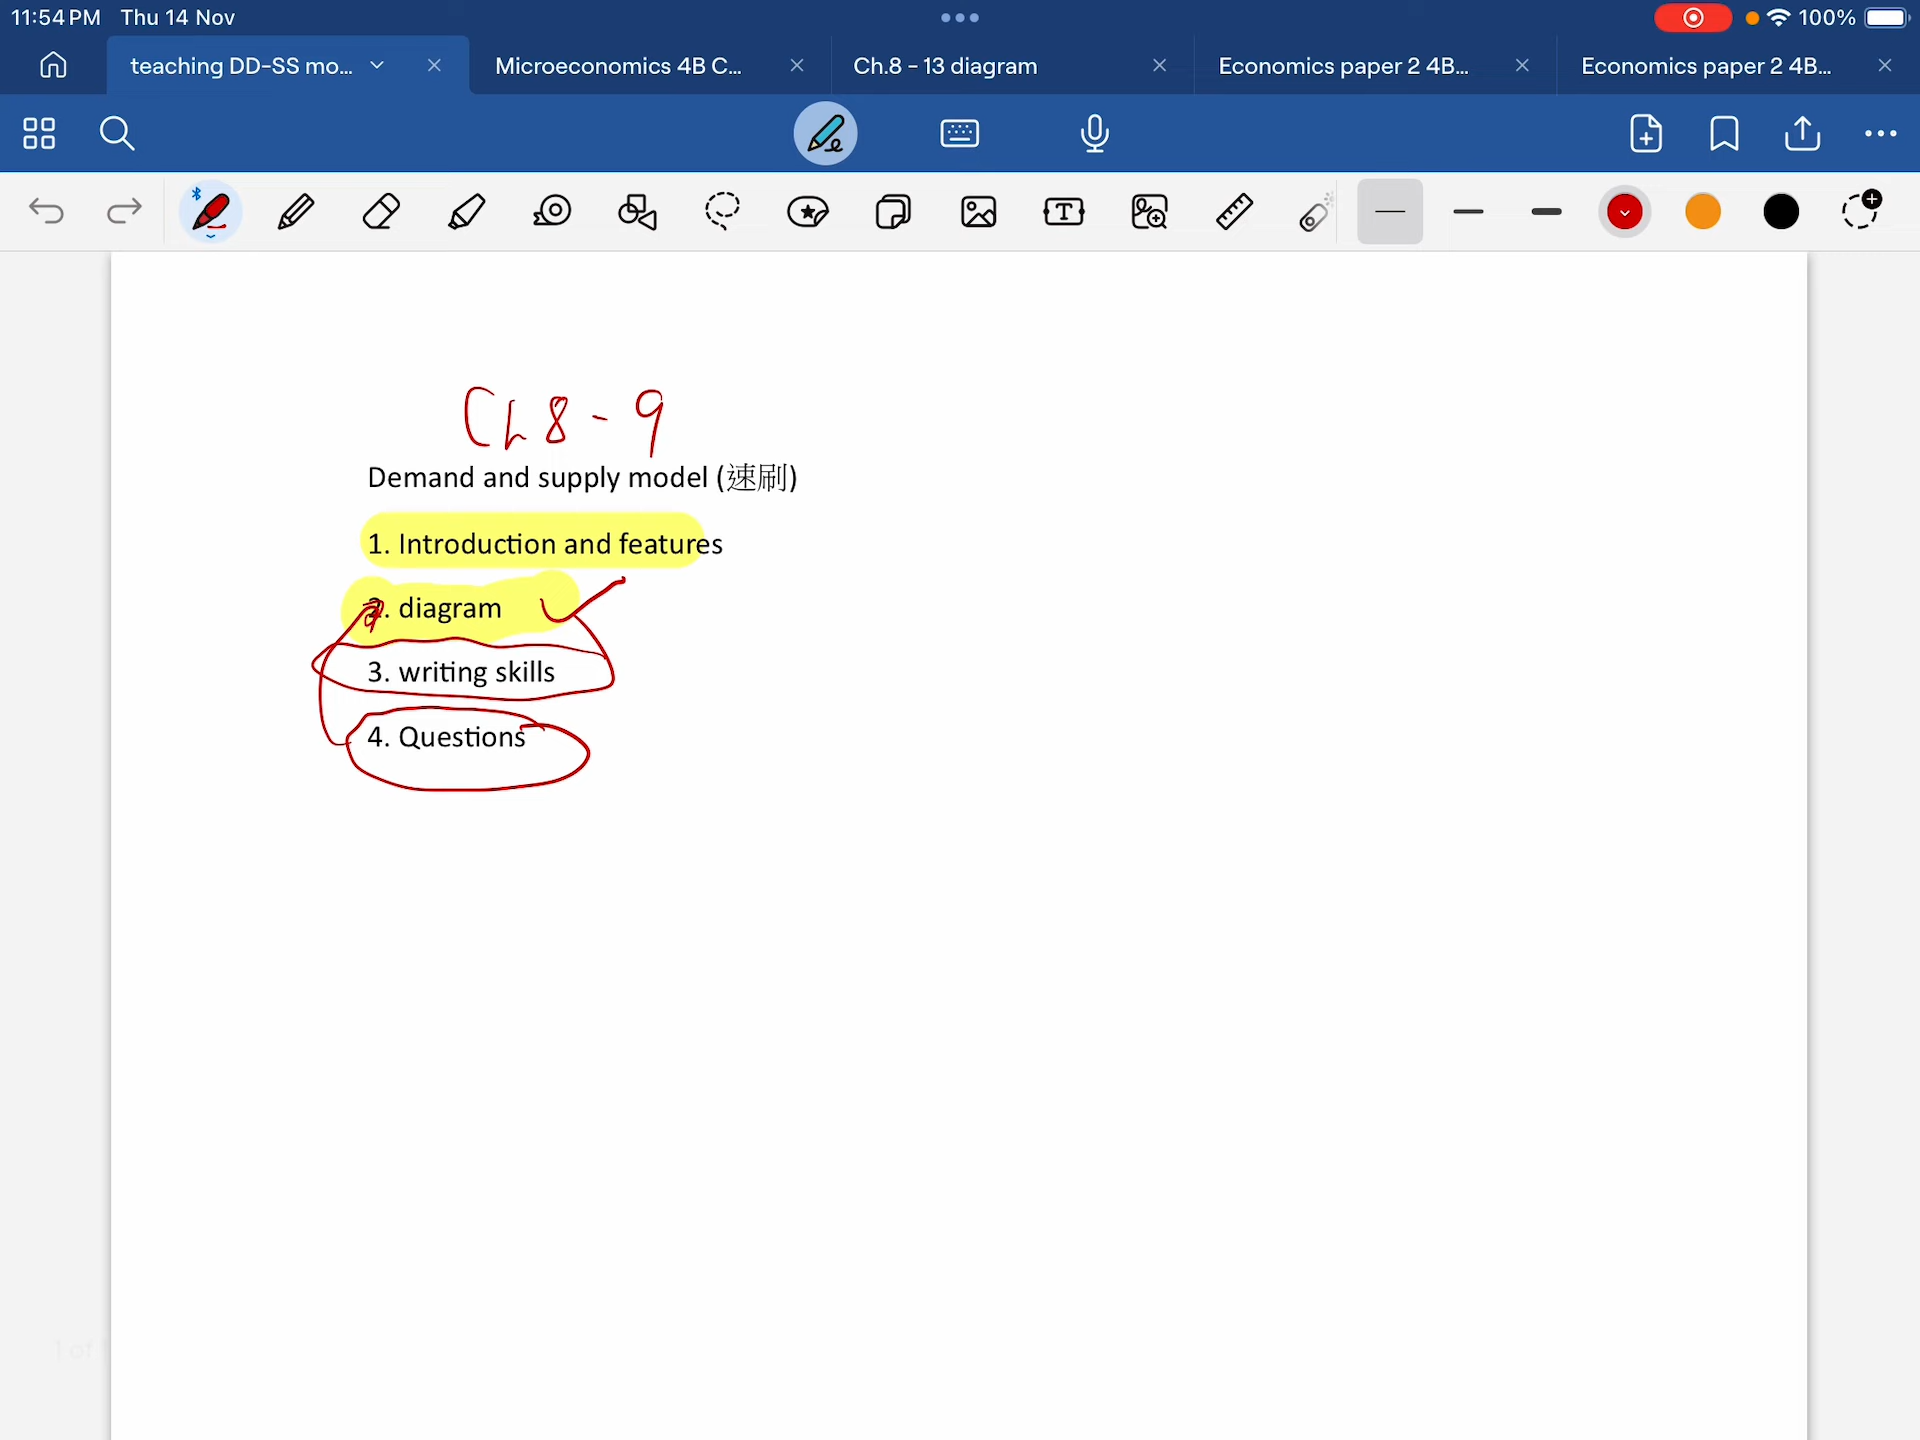 11:54 PM Thu 14 Nov 100%
teaching DD-SS mo... Microeconomics 4B C... Ch.8 - 13 diagram Economics paper 2 4B... Economics paper 2 4B...
Ch 8 - 9
Demand and supply model (速刷)
1. Introduction and features
2. diagram
3. writing skills
4. Questions